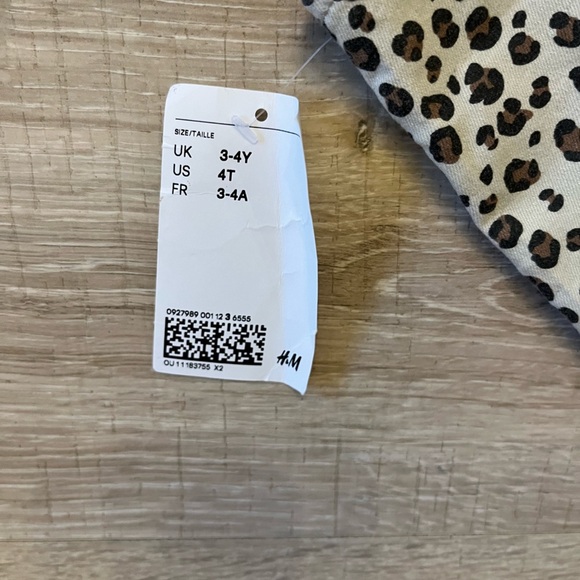 SIZE/TAILLE
UK 3-4Y
US 4T
FR 3-4A
0927989 001 12 3 6555
OU 11183755 X2
H&M